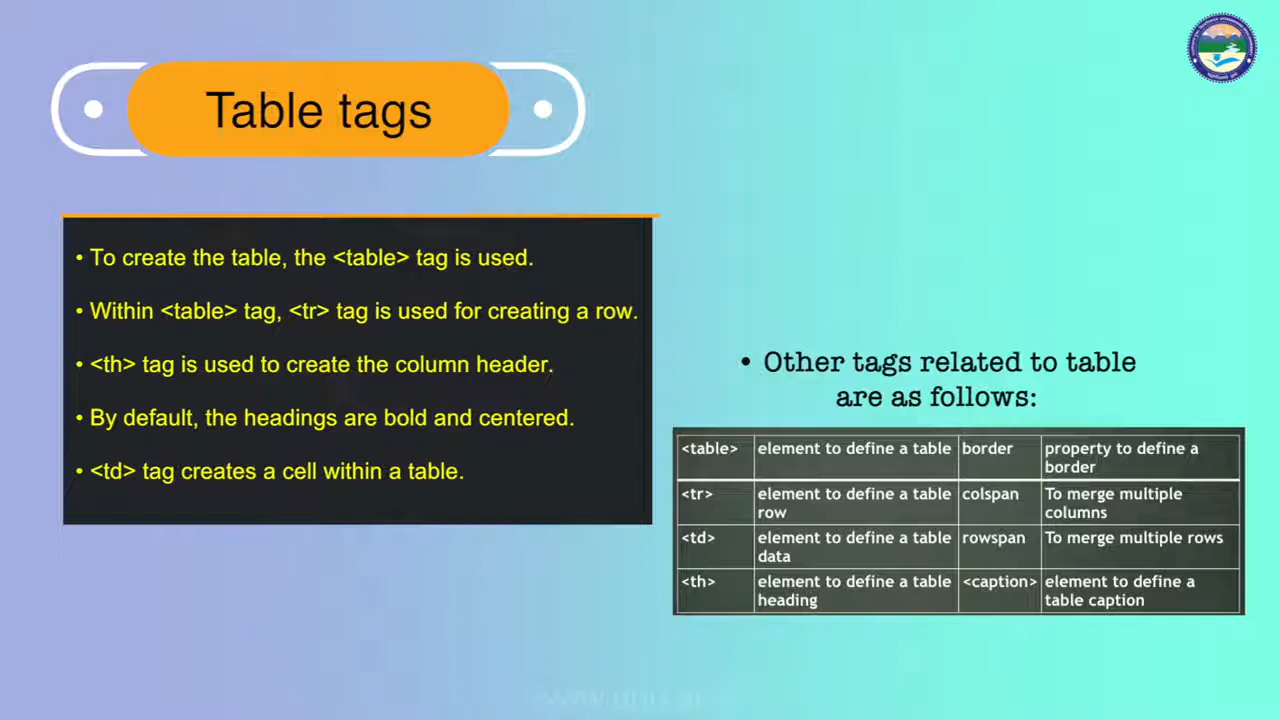 Table tags
• To create the table, the <table> tag is used.
• Within <table> tag, <tr> tag is used for creating a row.
• <th> tag is used to create the column header.
• By default, the headings are bold and centered.
• <td> tag creates a cell within a table.
• Other tags related to table
are as follows:
<table> element to define a table border property to define a
border
<tr> element to define a table colspan To merge multiple
row columns
<td> element to define a table rowspan To merge multiple rows
data
<th> element to define a table <caption> element to define a
heading table caption